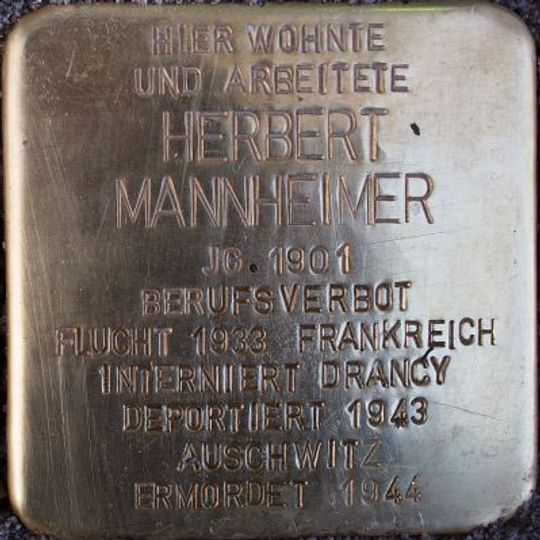 HIER WOHNTE
UND ARBEITETE
HERBERT
MANNHEIMER
JG. 1901
BERUFSVERBOT
FLUCHT 1933 FRANKREICH
INTERNIERT DRANCY
DEPORTIERT 1943
AUSCHWITZ
ERMORDET 1944